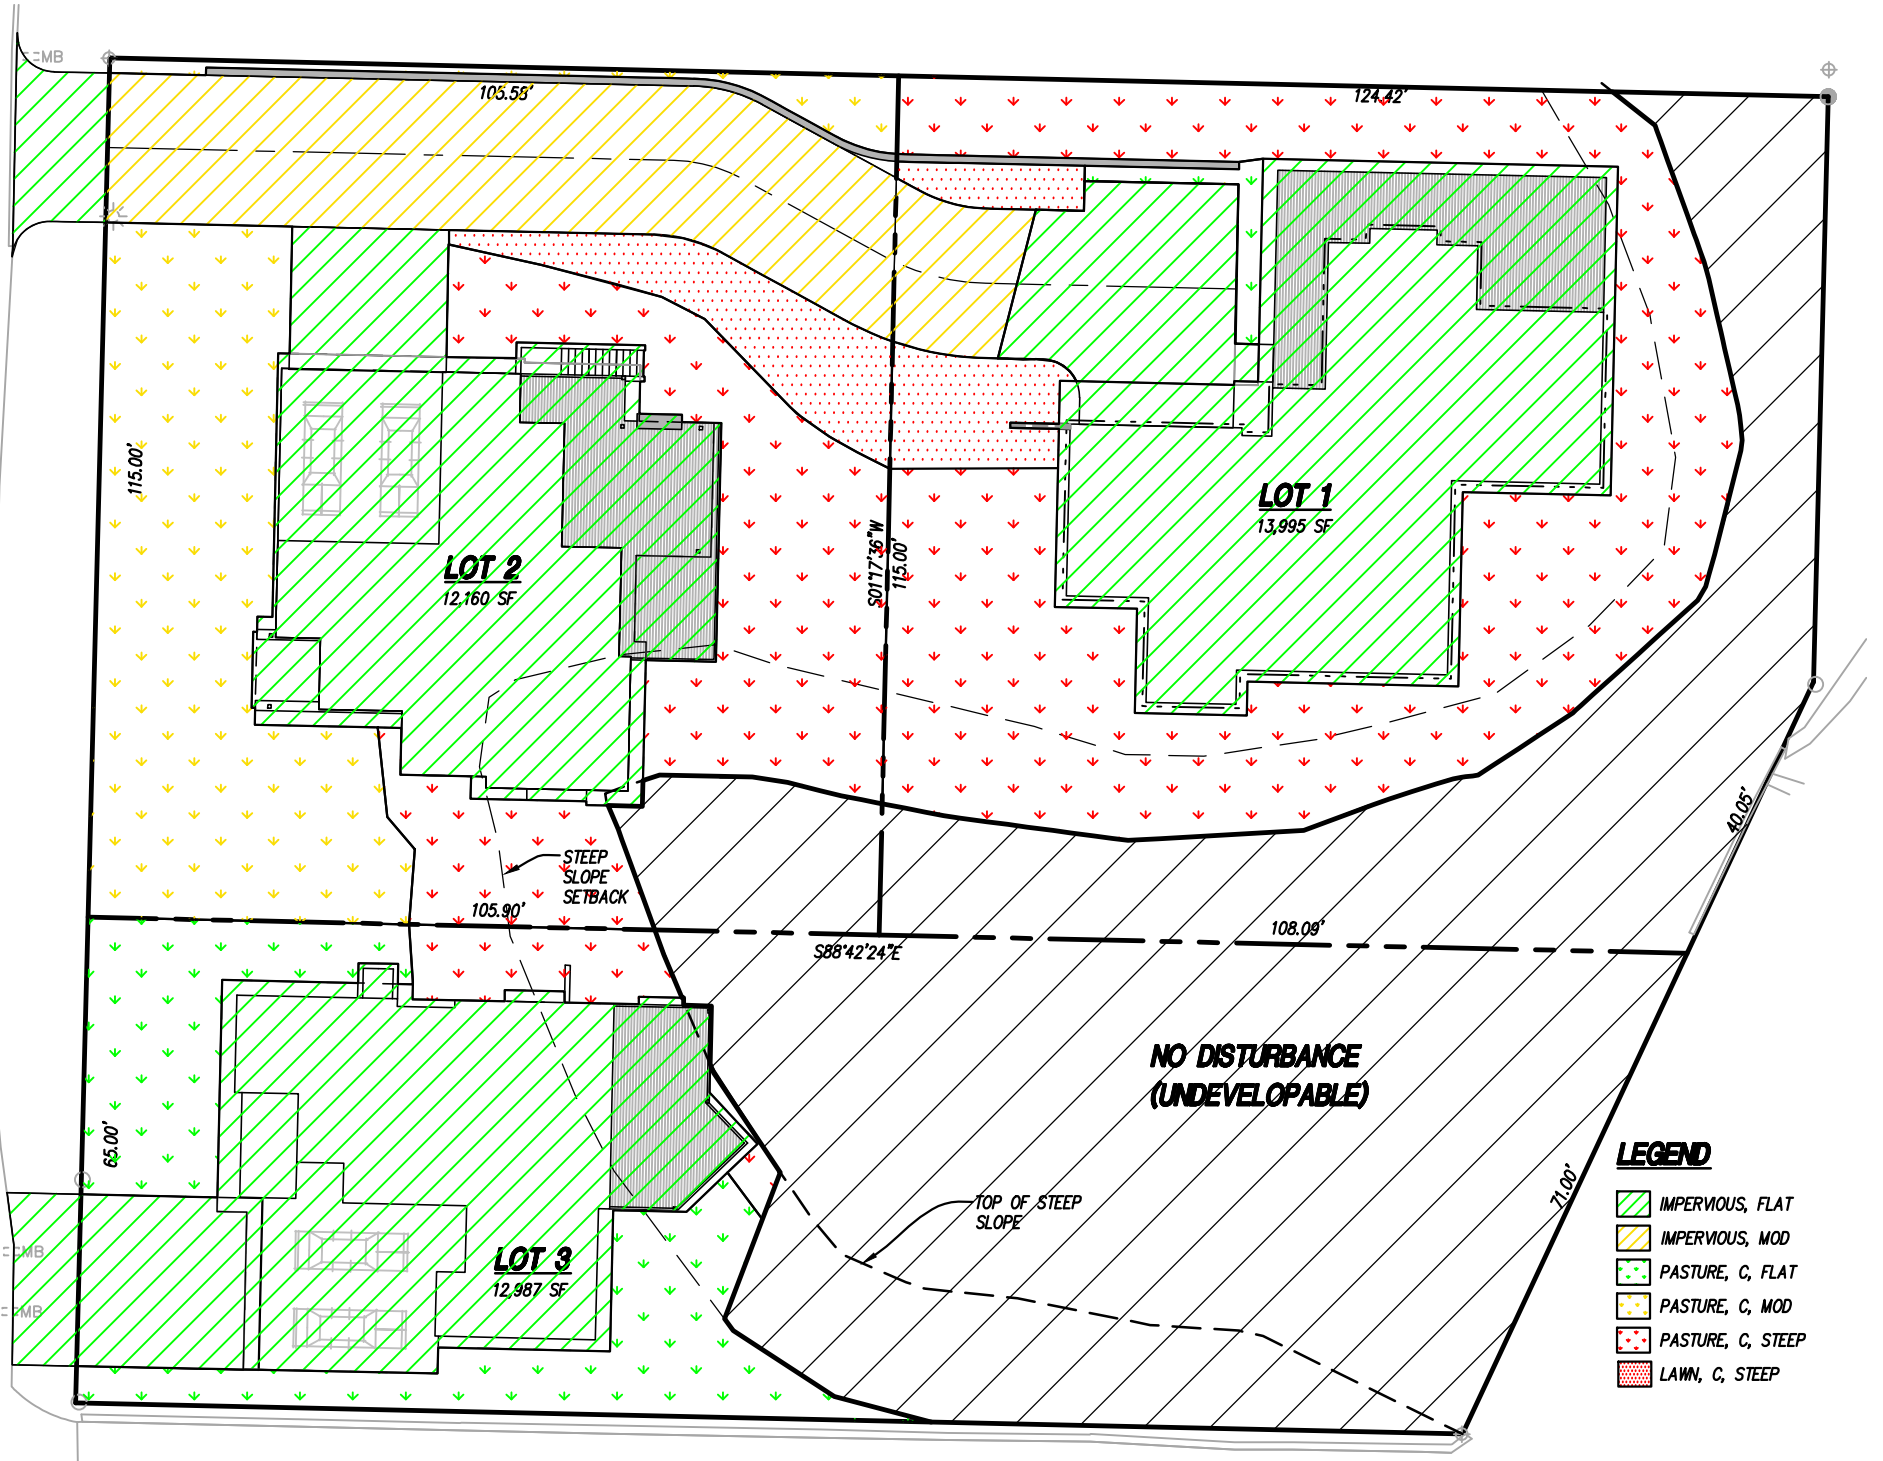 MB
105.58'
124.42'
115.00'
LOT 1
13,995 SF
S01°17'36"W
115.00'
LOT 2
12,160 SF
STEEP
SLOPE
SETBACK
40.05'
105.90'
108.09'
S88°42'24"E
NO DISTURBANCE
(UNDEVELOPABLE)
65.00'
71.00'
LEGEND
IMPERVIOUS, FLAT
IMPERVIOUS, MOD
PASTURE, C, FLAT
PASTURE, C, MOD
PASTURE, C, STEEP
LAWN, C, STEEP
TOP OF STEEP
SLOPE
MB
LOT 3
12,987 SF
MB